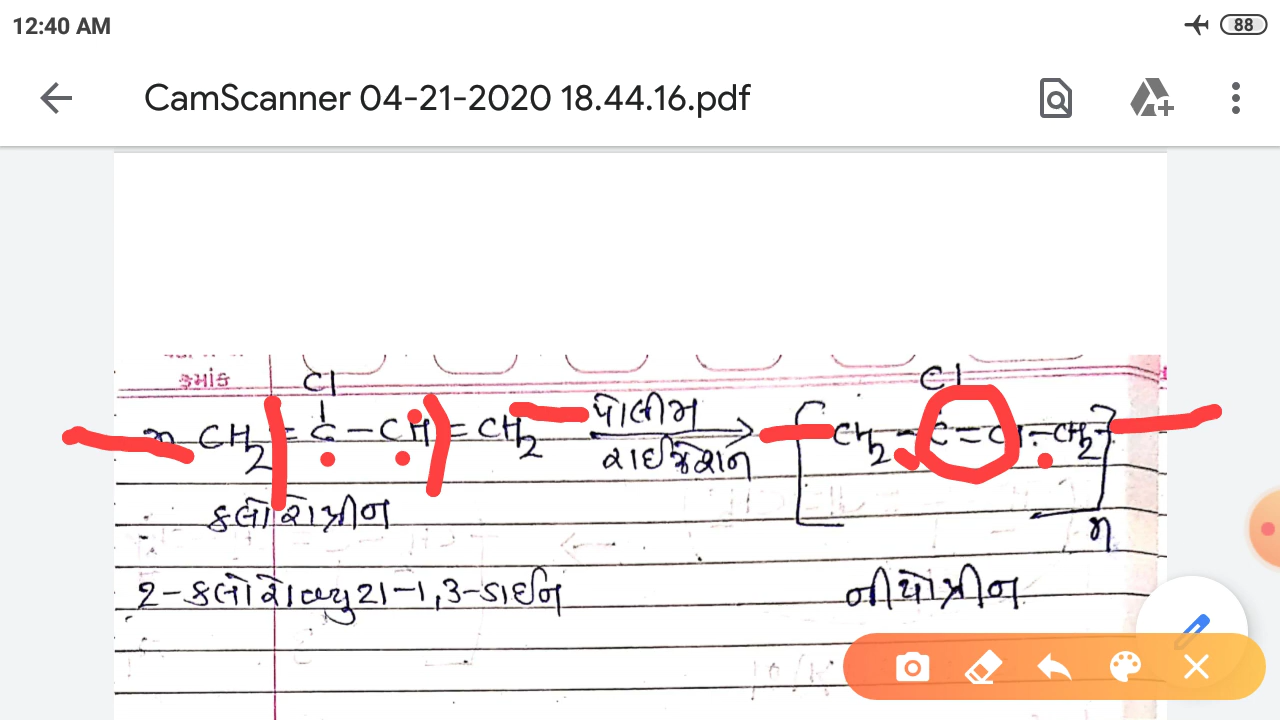 12:40 AM
88
CamScanner 04-21-2020 18.44.16.pdf
ક્રમાંક
Cl Cl
n CH2 = C – CH = CH2 પોલીમ [CH2 – C = CH – CH2]
રાઈઝેશન
ક્લોરોપ્રીન n
2-ક્લોરોબ્યુટા-1,3-ડાઈન નીયોપ્રીન